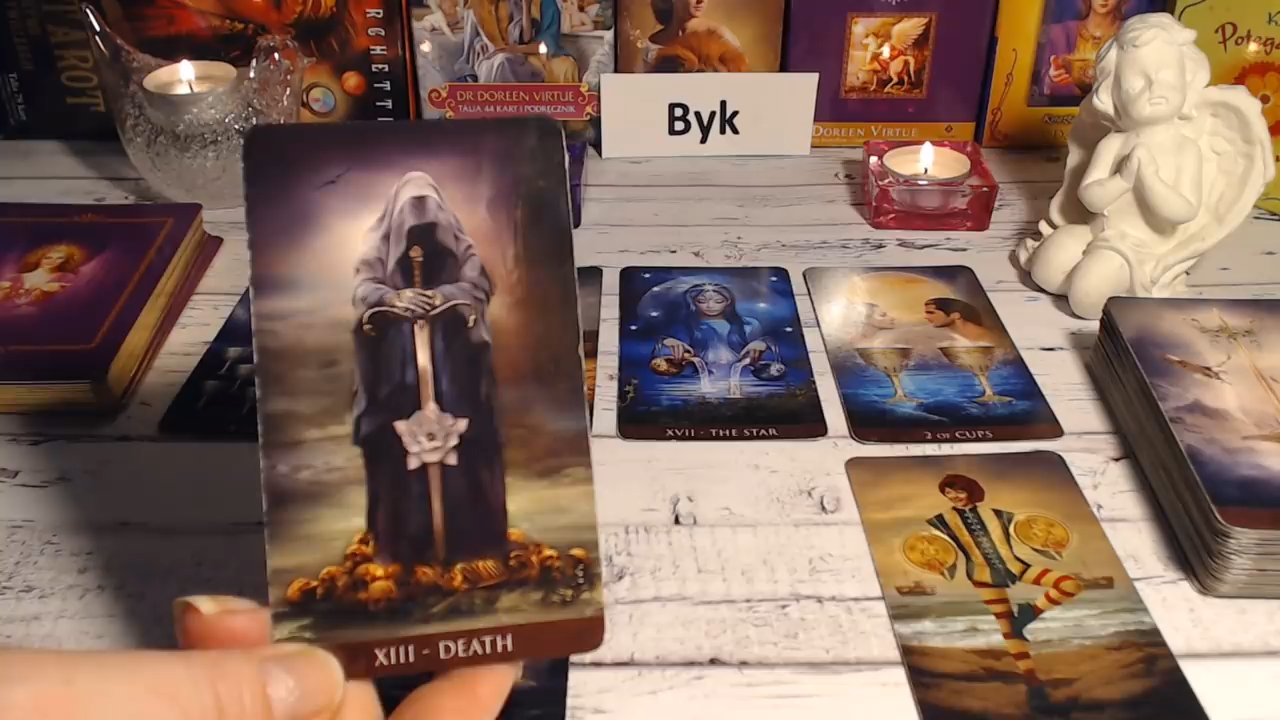 TAROT
RGHETTI
DR DOREEN VIRTUE
TALIA 44 KART I PODRĘCZNIK
Byk
DOREEN VIRTUE
XVII - THE STAR
2 OF CUPS
XIII - DEATH